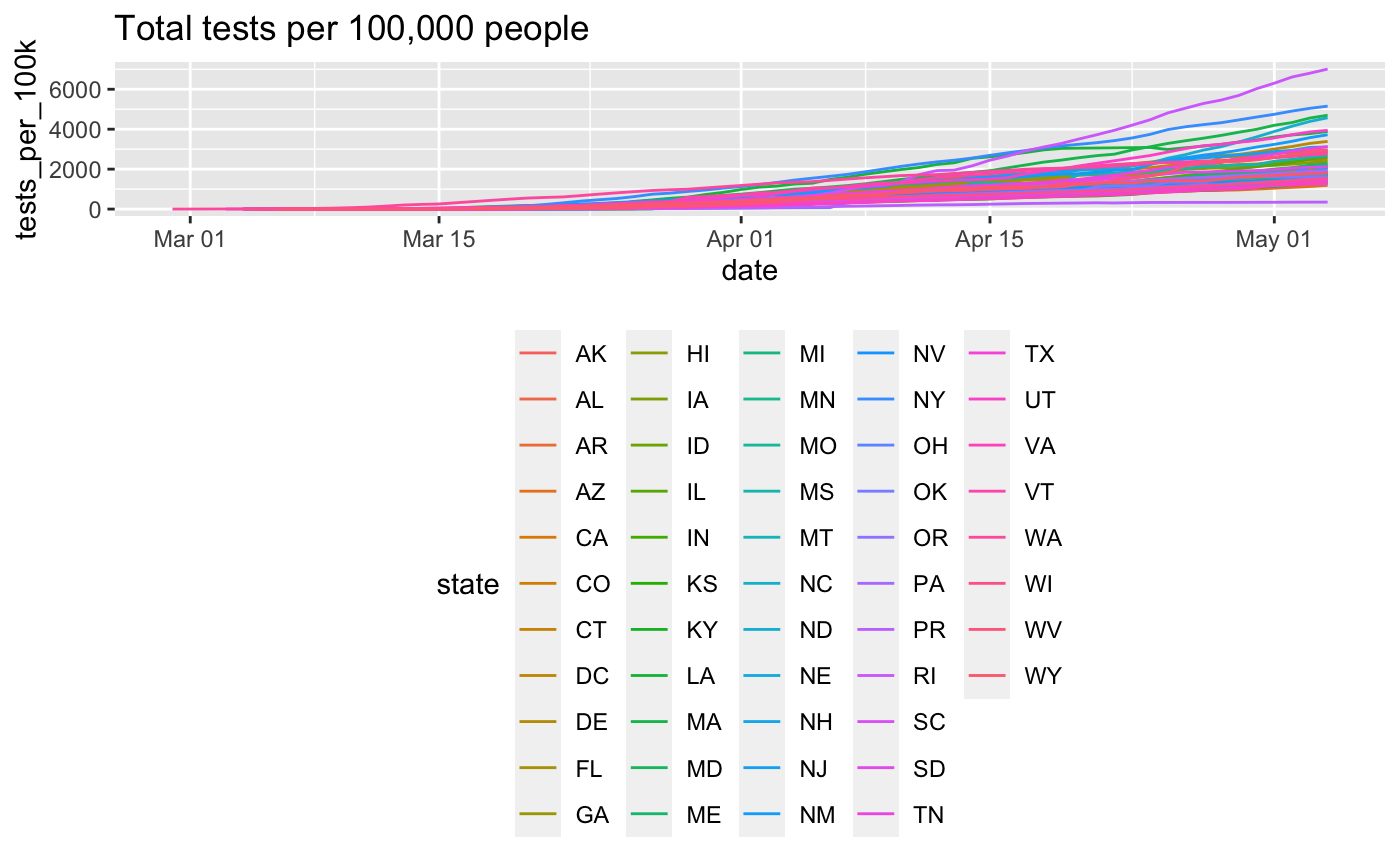 Total tests per 100,000 people
tests_per_100k
6000
4000
2000
0
Mar 01 Mar 15 Apr 01 Apr 15 May 01
date
state
AK HI MI NV TX
AL IA MN NY UT
AR ID MO OH VA
AZ IL MS OK VT
CA IN MT OR WA
CO KS NC PA WI
CT KY ND PR WV
DC LA NE RI WY
DE MA NH SC
FL MD NJ SD
GA ME NM TN